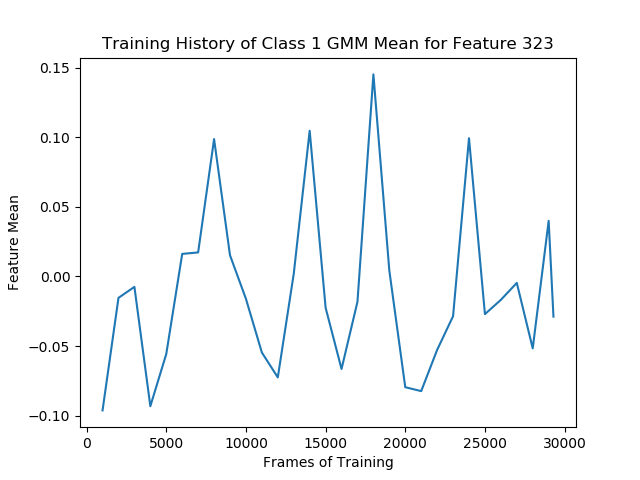 Training History of Class 1 GMM Mean for Feature 323
0.15
0.10
0.05
0.00
−0.05
−0.10
Feature Mean
0 5000 10000 15000 20000 25000 30000
Frames of Training